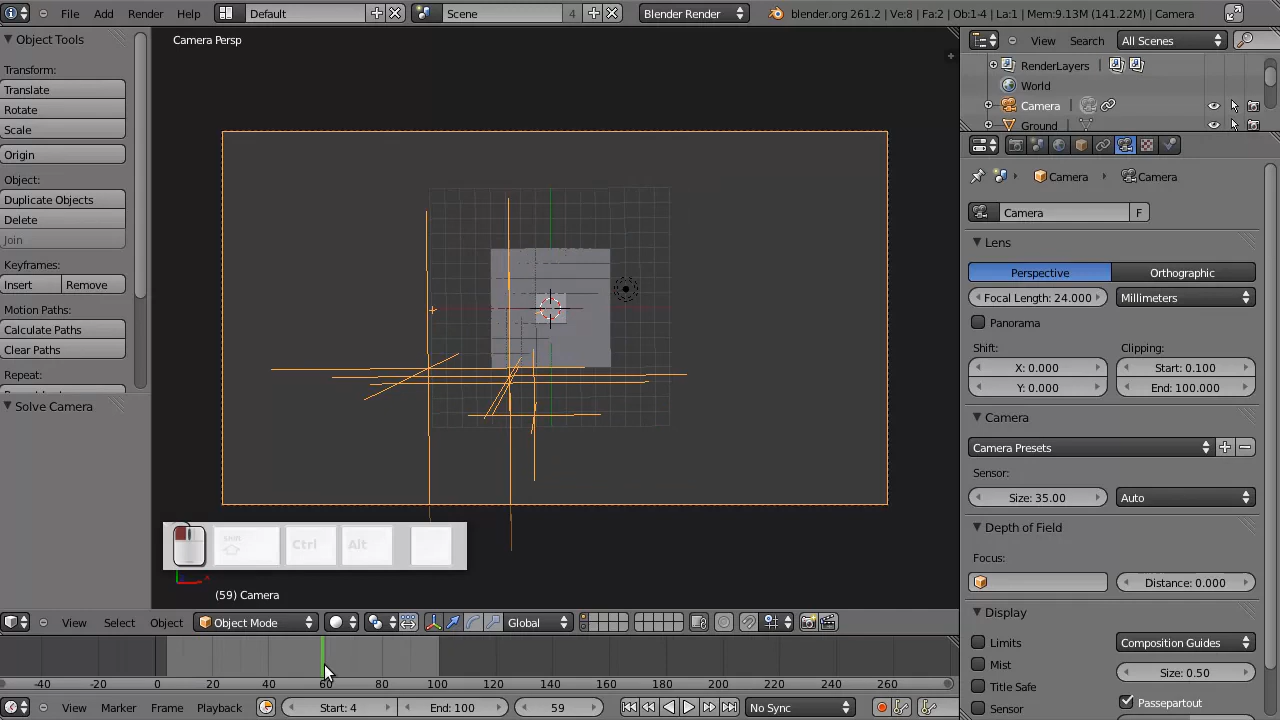 File Add Render Help Default Scene 4 Blender Render blender.org 261.2 | Ve:8 | Fa:2 | Ob:1-4 | La:1 | Mem:9.13M (141.22M) | Camera
Object Tools
Transform:
Translate
Rotate
Scale
Origin
Object:
Duplicate Objects
Delete
Join
Keyframes:
Insert Remove
Motion Paths:
Calculate Paths
Clear Paths
Repeat:
Solve Camera
Camera Persp
Shift
Ctrl Alt
(59) Camera
View Search All Scenes
RenderLayers
World
Camera
Ground
Camera Camera
Camera F
Lens
Perspective Orthographic
Focal Length: 24.000 Millimeters
Panorama
Shift: Clipping:
X: 0.000 Start: 0.100
Y: 0.000 End: 100.000
Camera
Camera Presets
Sensor:
Size: 35.00 Auto
Depth of Field
Focus:
Distance: 0.000
Display
Limits Composition Guides
Mist Size: 0.50
Title Safe
Sensor Passepartout
View Select Object Object Mode Global
-40 -20 0 20 40 60 80 100 120 140 160 180 200 220 240 260
View Marker Frame Playback Start: 4 End: 100 59 No Sync